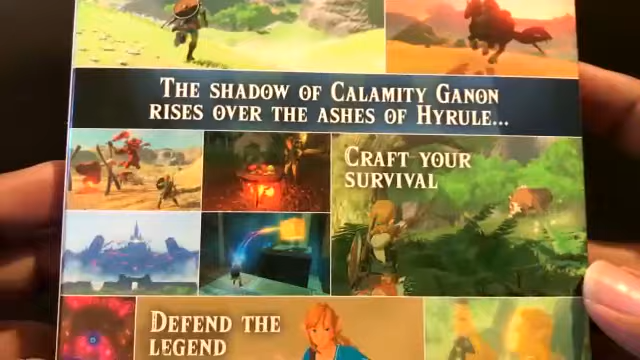 THE SHADOW OF CALAMITY GANON
RISES OVER THE ASHES OF HYRULE...
CRAFT YOUR
SURVIVAL
DEFEND THE
LEGEND